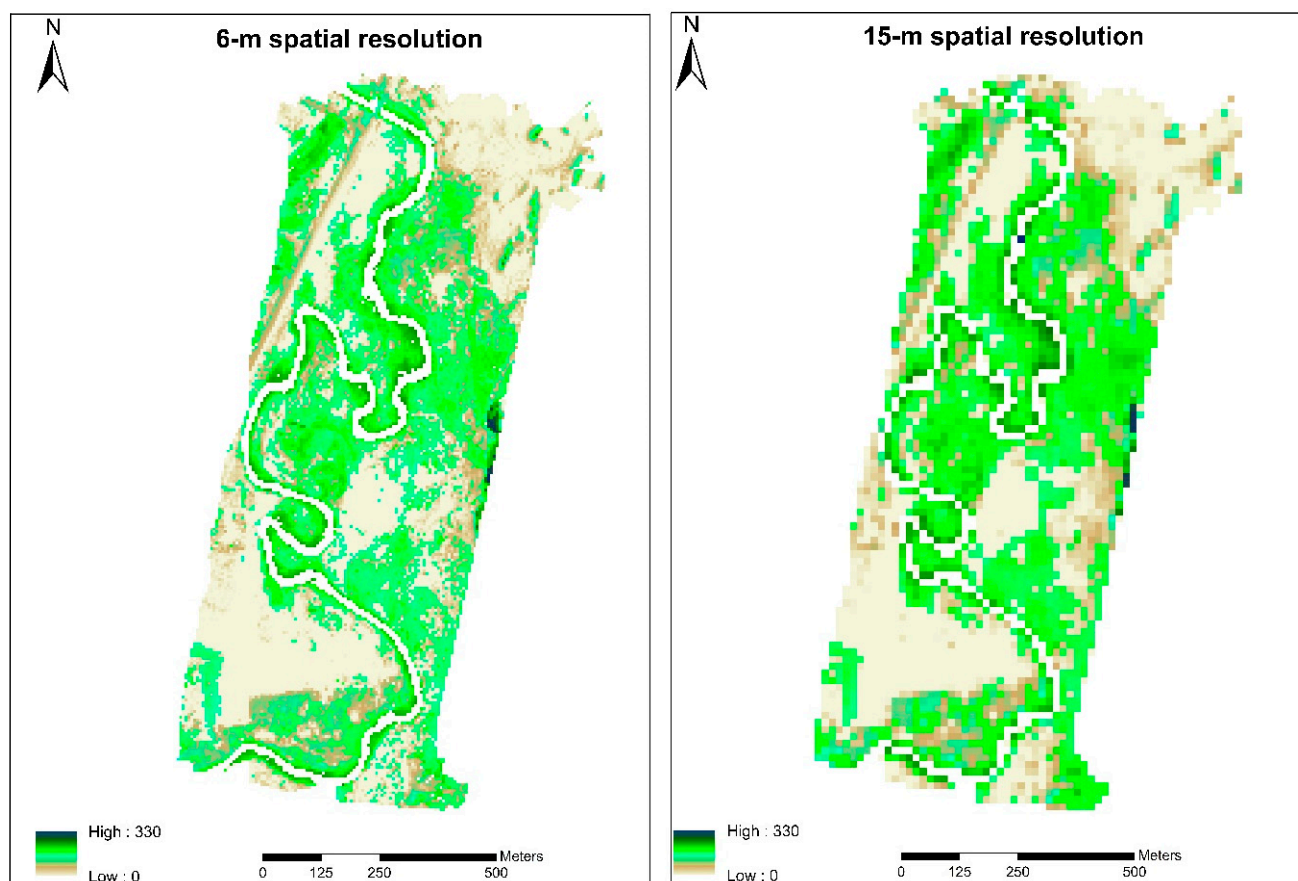 N
6-m spatial resolution
High : 330
Low : 0
Meters
0 125 250 500
N
15-m spatial resolution
High : 330
Low : 0
Meters
0 125 250 500